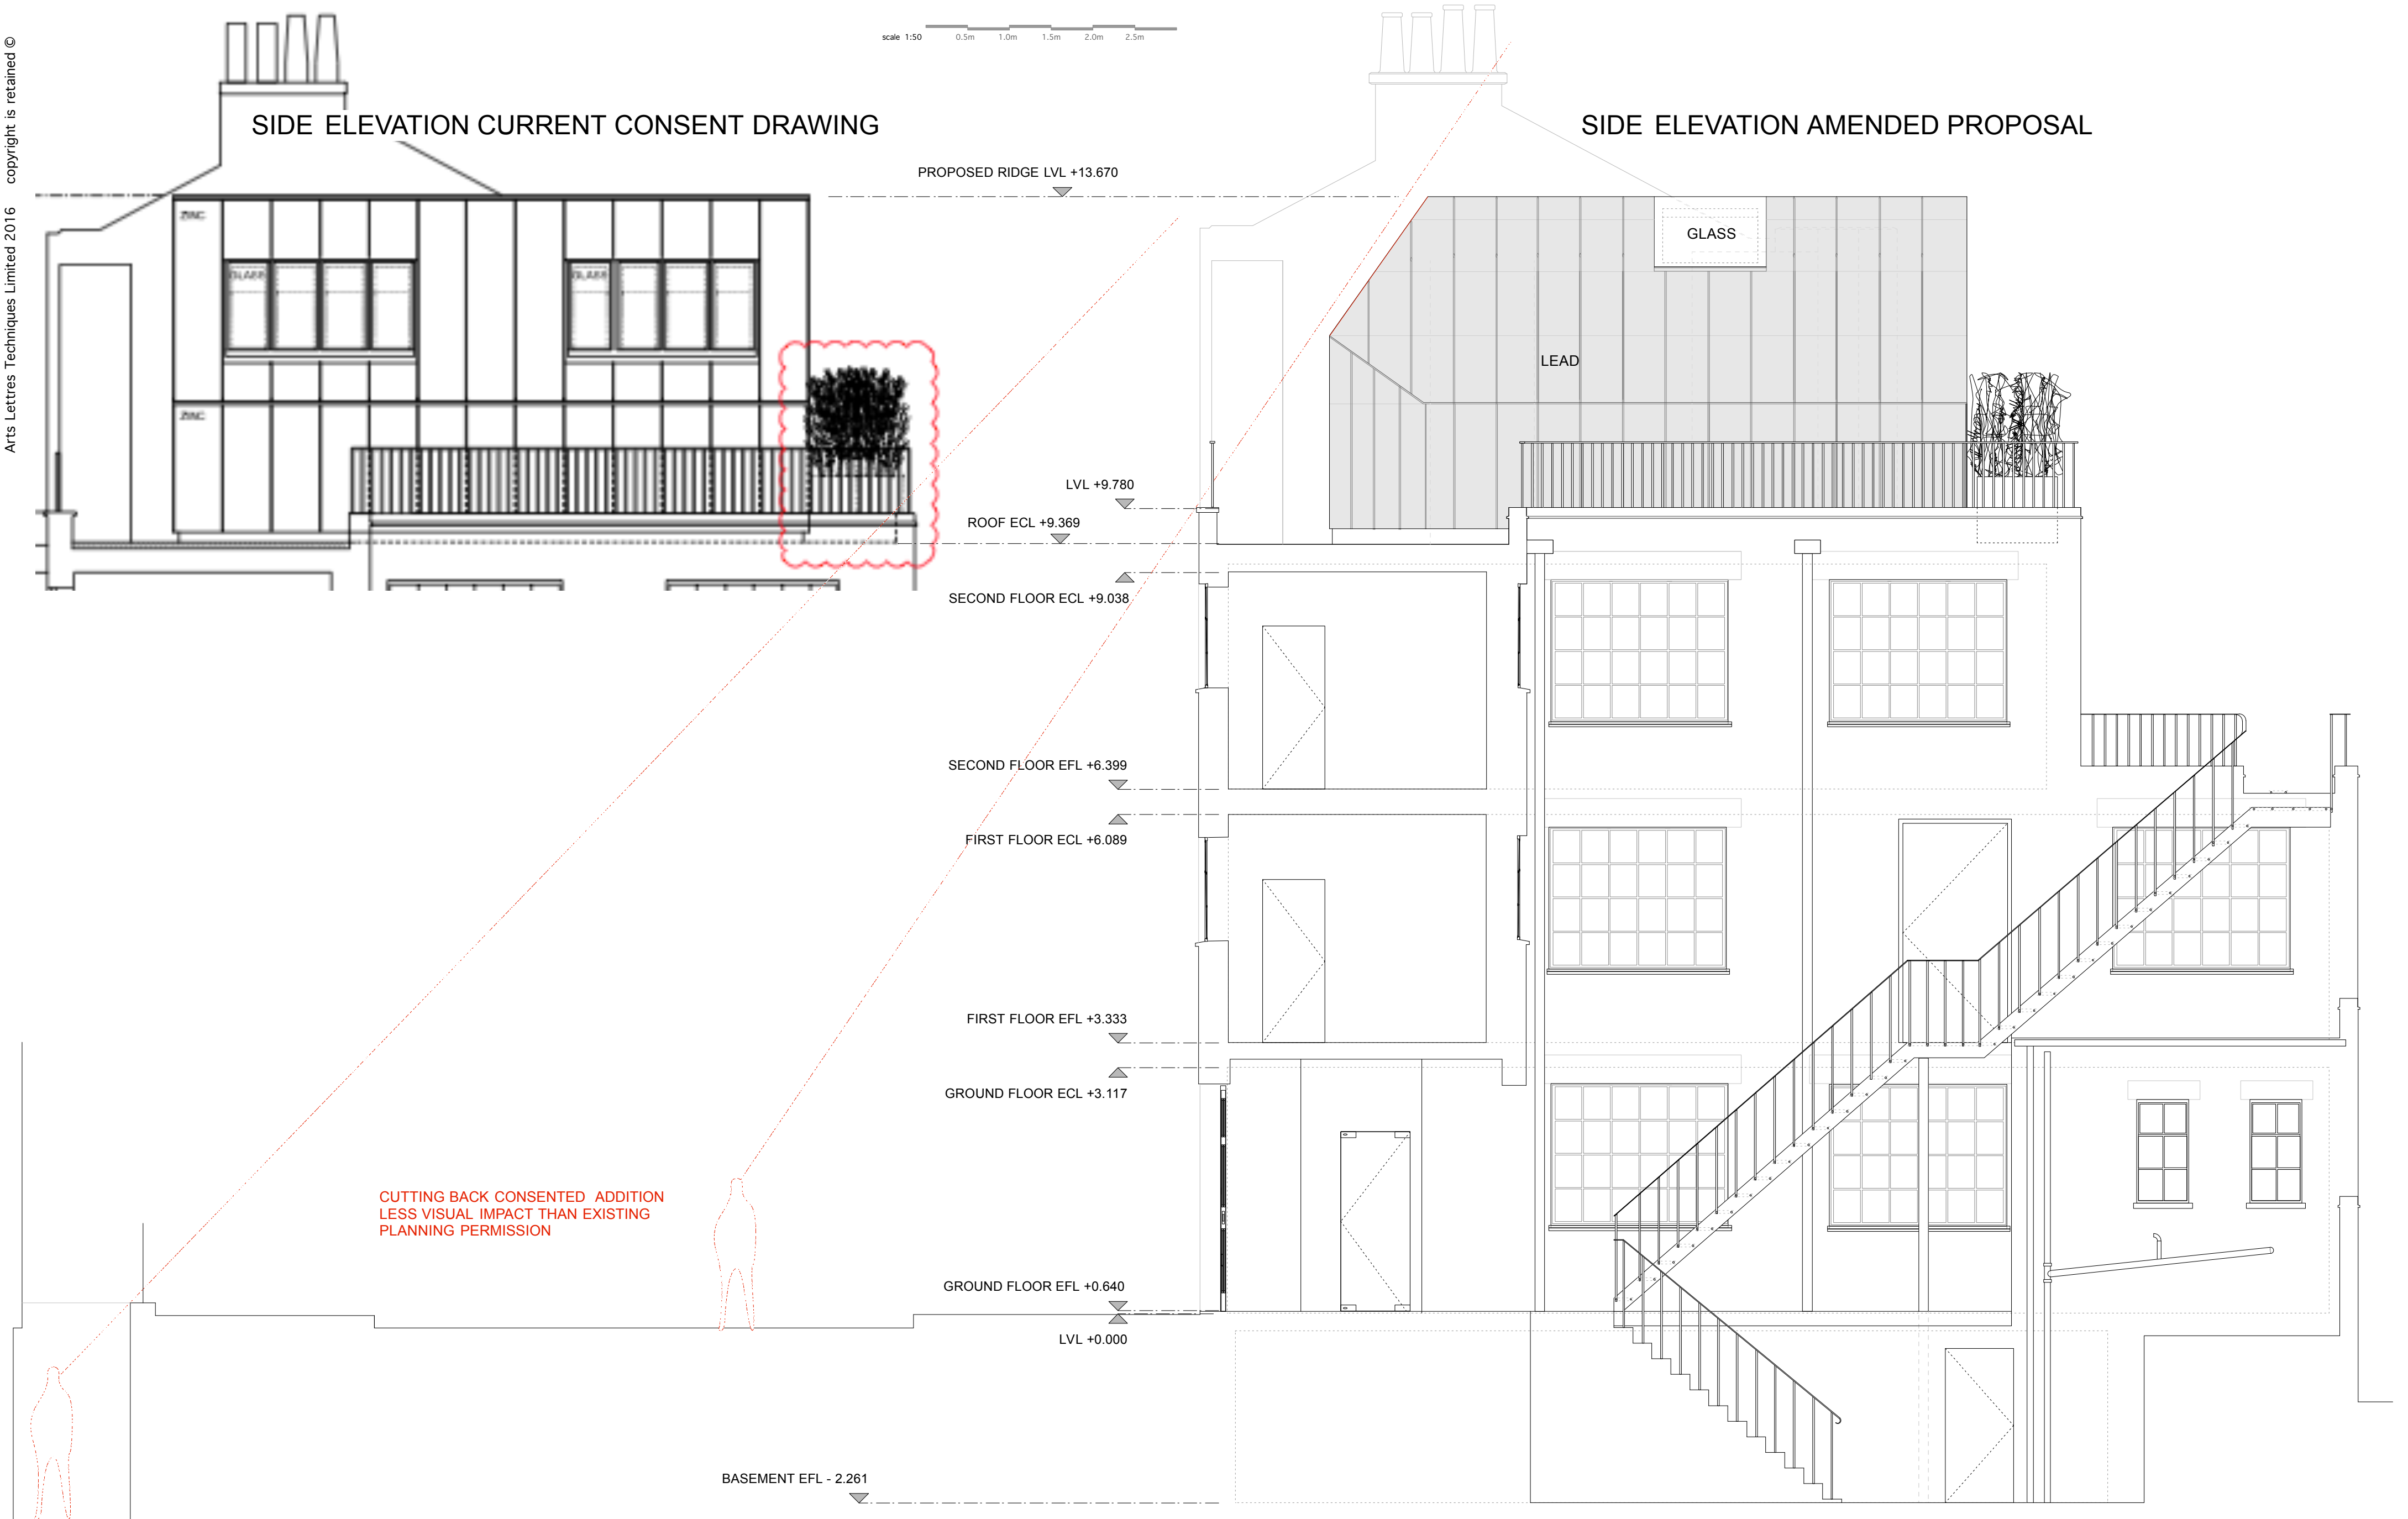 Arts Lettres Techniques Limited 2016 copyright is retained ©
scale 1:50 0.5m 1.0m 1.5m 2.0m 2.5m
SIDE ELEVATION CURRENT CONSENT DRAWING
SIDE ELEVATION AMENDED PROPOSAL
PROPOSED RIDGE LVL +13.670
ZINC
GLASS
GLASS
ZINC
GLASS
LEAD
LVL +9.780
ROOF ECL +9.369
SECOND FLOOR ECL +9.038
SECOND FLOOR EFL +6.399
FIRST FLOOR ECL +6.089
FIRST FLOOR EFL +3.333
GROUND FLOOR ECL +3.117
CUTTING BACK CONSENTED ADDITION
LESS VISUAL IMPACT THAN EXISTING
PLANNING PERMISSION
GROUND FLOOR EFL +0.640
LVL +0.000
BASEMENT EFL - 2.261